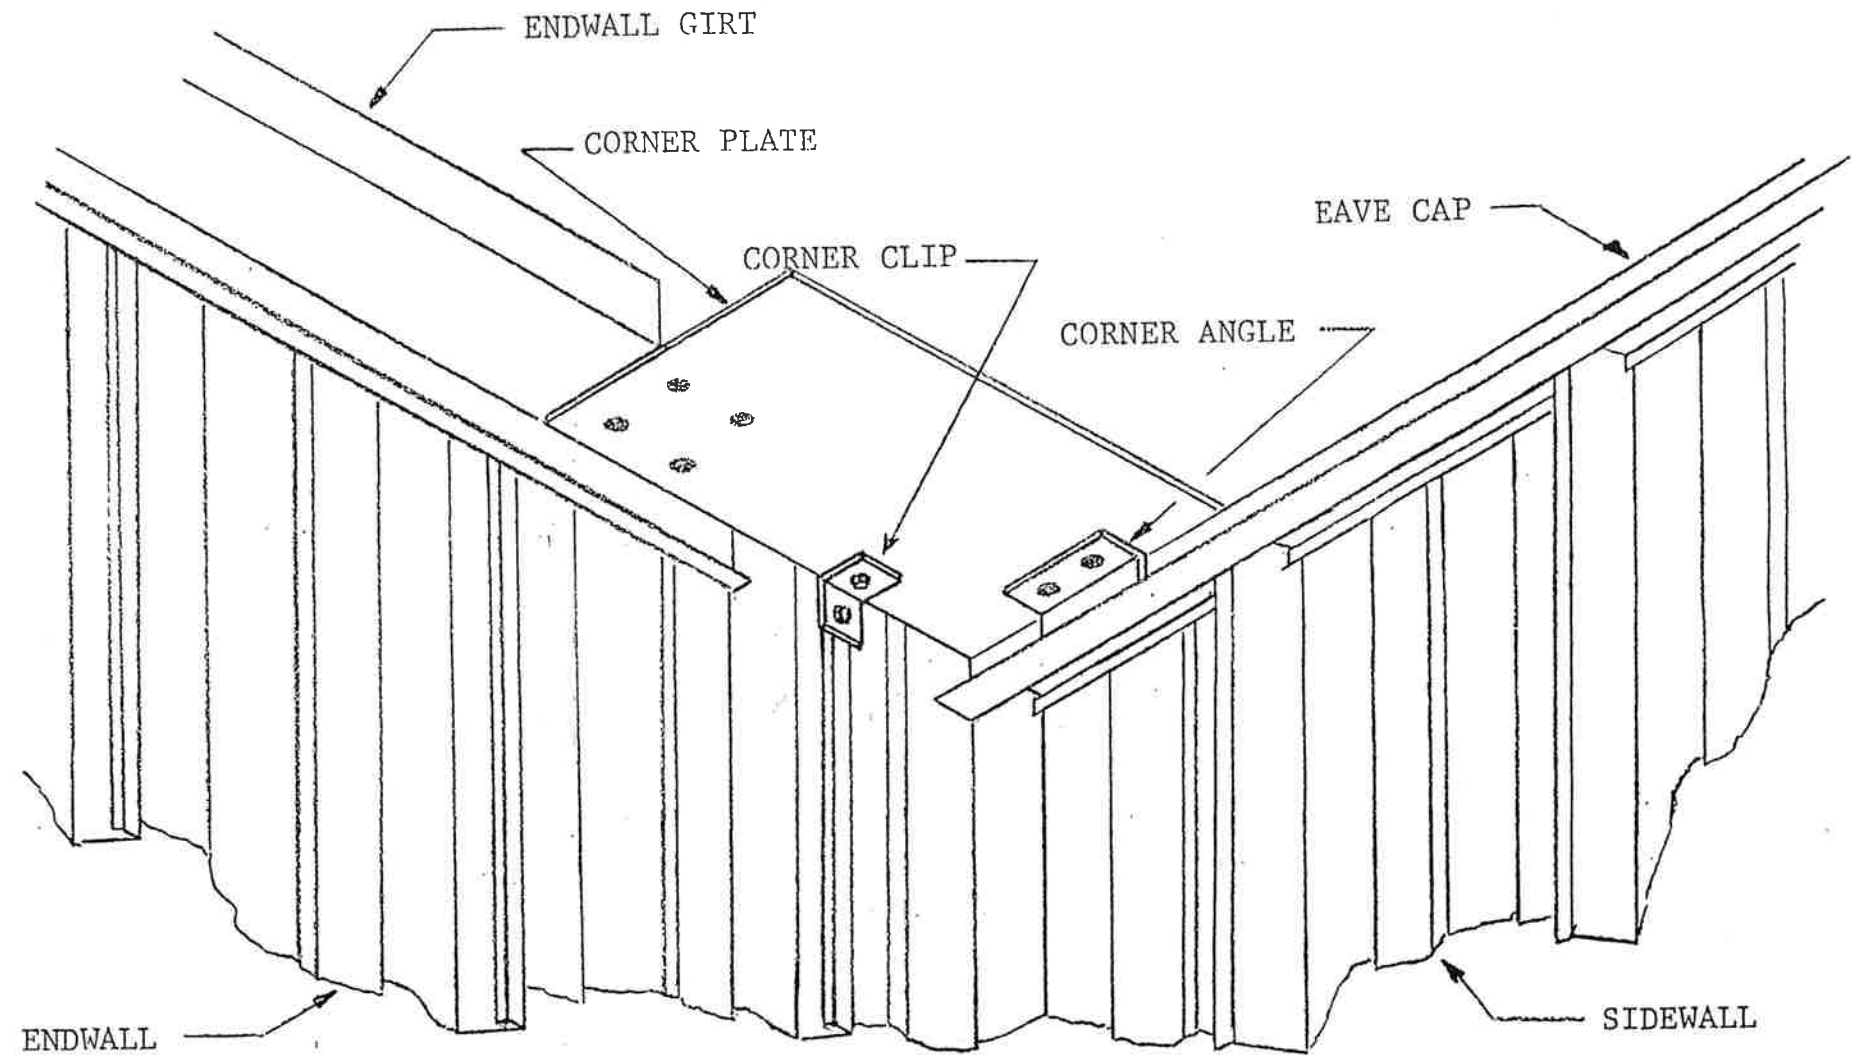 ENDWALL GIRT
CORNER PLATE
EAVE CAP
CORNER CLIP
CORNER ANGLE
ENDWALL
SIDEWALL